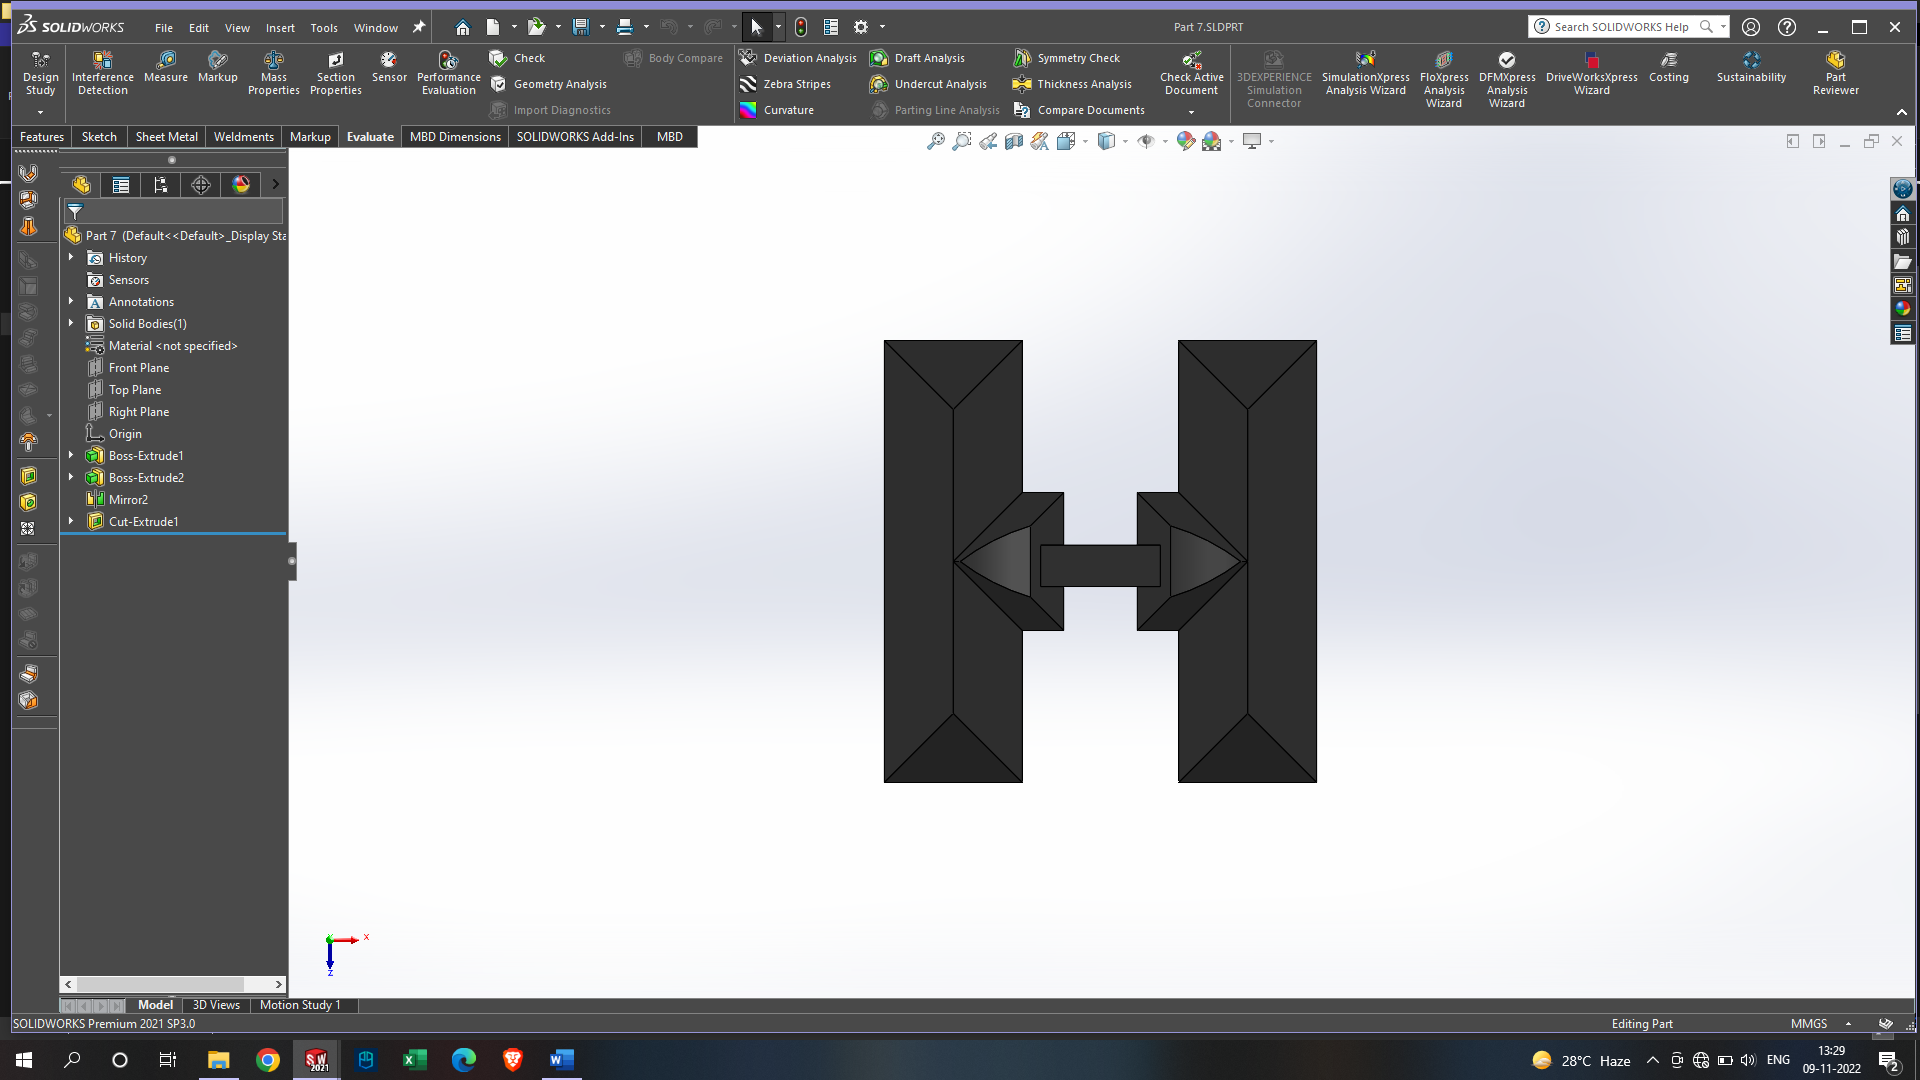 SOLIDWORKS File Edit View Insert Tools Window Part 7.SLDPRT Search SOLIDWORKS Help
Design Study
Interference Detection
Measure
Markup
Mass Properties
Section Properties
Sensor
Performance Evaluation
Check
Geometry Analysis
Import Diagnostics
Body Compare
Deviation Analysis
Zebra Stripes
Curvature
Draft Analysis
Undercut Analysis
Parting Line Analysis
Symmetry Check
Thickness Analysis
Compare Documents
Check Active Document
3DEXPERIENCE Simulation Connector
SimulationXpress Analysis Wizard
FloXpress Analysis Wizard
DFMXpress Analysis Wizard
DriveWorksXpress Wizard
Costing
Sustainability
Part Reviewer
Features Sketch Sheet Metal Weldments Markup Evaluate MBD Dimensions SOLIDWORKS Add-Ins MBD
Part 7 (Default<<Default>_Display Sta
History
Sensors
Annotations
Solid Bodies(1)
Material <not specified>
Front Plane
Top Plane
Right Plane
Origin
Boss-Extrude1
Boss-Extrude2
Mirror2
Cut-Extrude1
X
Z
Model 3D Views Motion Study 1
SOLIDWORKS Premium 2021 SP3.0 Editing Part MMGS
28°C Haze ENG 13:29
09-11-2022 2